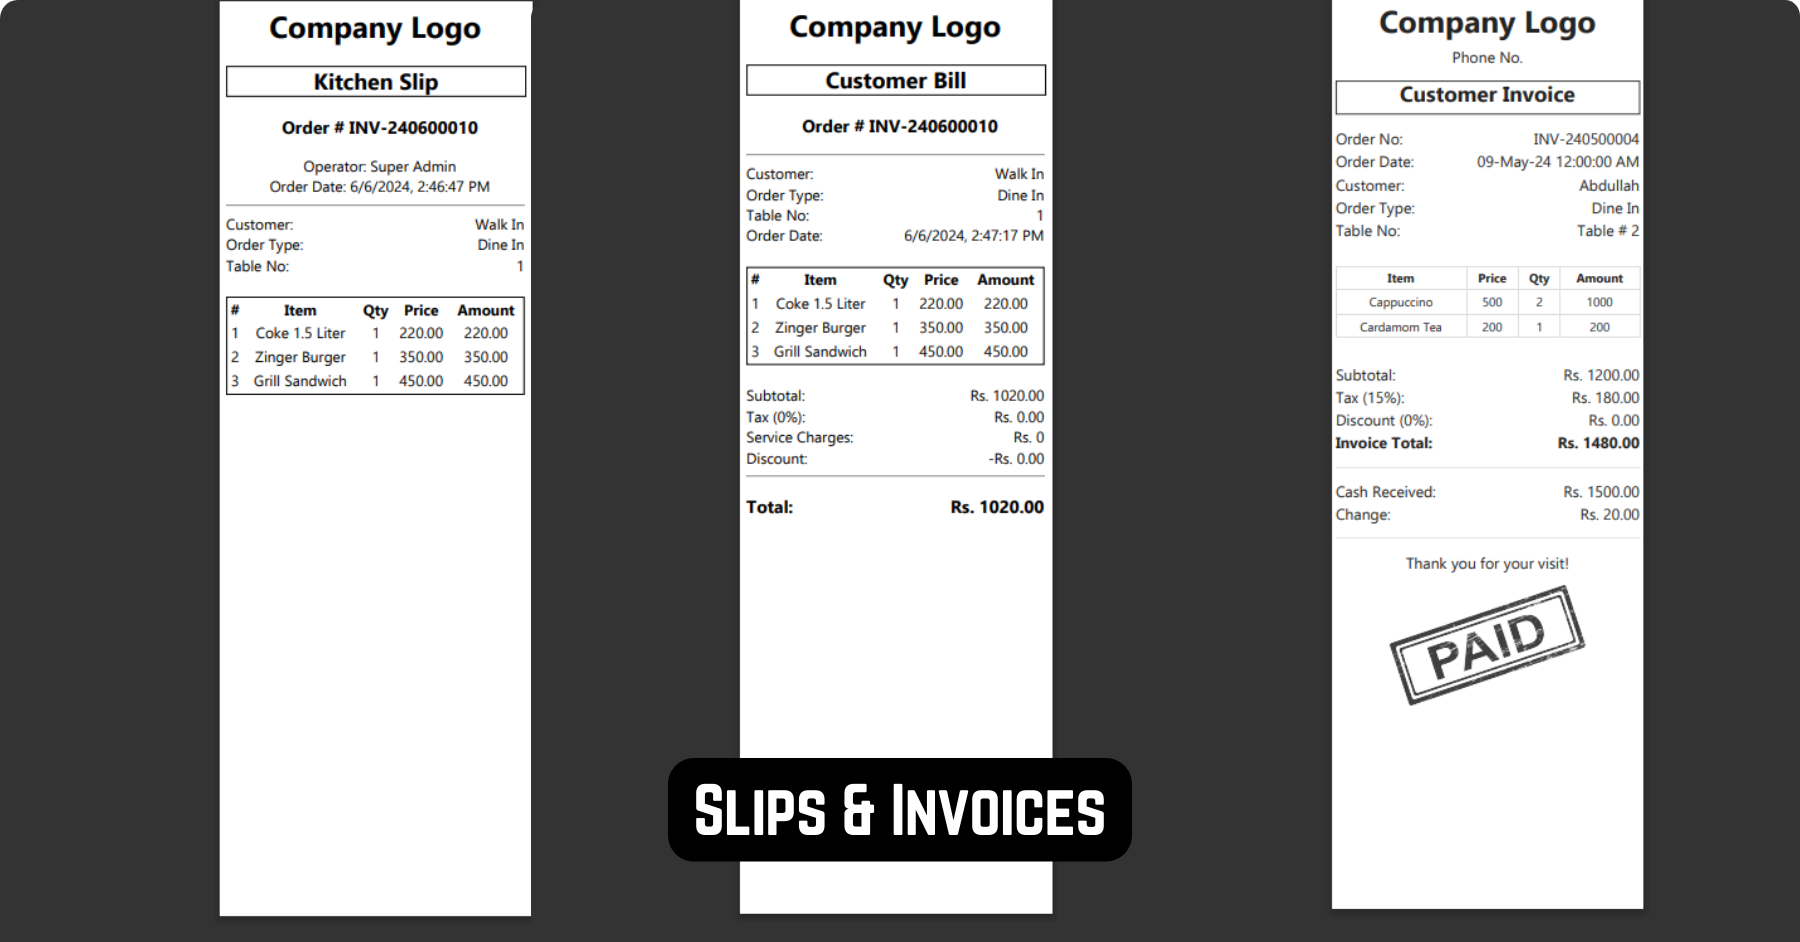 Company Logo
Kitchen Slip
Order # INV-240600010
Operator: Super Admin
Order Date: 6/6/2024, 2:46:47 PM
Customer: Walk In
Order Type: Dine In
Table No: 1
# Item Qty Price Amount
1 Coke 1.5 Liter 1 220.00 220.00
2 Zinger Burger 1 350.00 350.00
3 Grill Sandwich 1 450.00 450.00
Company Logo
Customer Bill
Order # INV-240600010
Customer: Walk In
Order Type: Dine In
Table No: 1
Order Date: 6/6/2024, 2:47:17 PM
# Item Qty Price Amount
1 Coke 1.5 Liter 1 220.00 220.00
2 Zinger Burger 1 350.00 350.00
3 Grill Sandwich 1 450.00 450.00
Subtotal: Rs. 1020.00
Tax (0%): Rs. 0.00
Service Charges: Rs. 0
Discount: -Rs. 0.00
Total: Rs. 1020.00
Company Logo
Phone No.
Customer Invoice
Order No: INV-240500004
Order Date: 09-May-24 12:00:00 AM
Customer: Abdullah
Order Type: Dine In
Table No: Table # 2
Item Price Qty Amount
Cappuccino 500 2 1000
Cardamom Tea 200 1 200
Subtotal: Rs. 1200.00
Tax (15%): Rs. 180.00
Discount (0%): Rs. 0.00
Invoice Total: Rs. 1480.00
Cash Received: Rs. 1500.00
Change: Rs. 20.00
Thank you for your visit!
PAID
Slips & Invoices